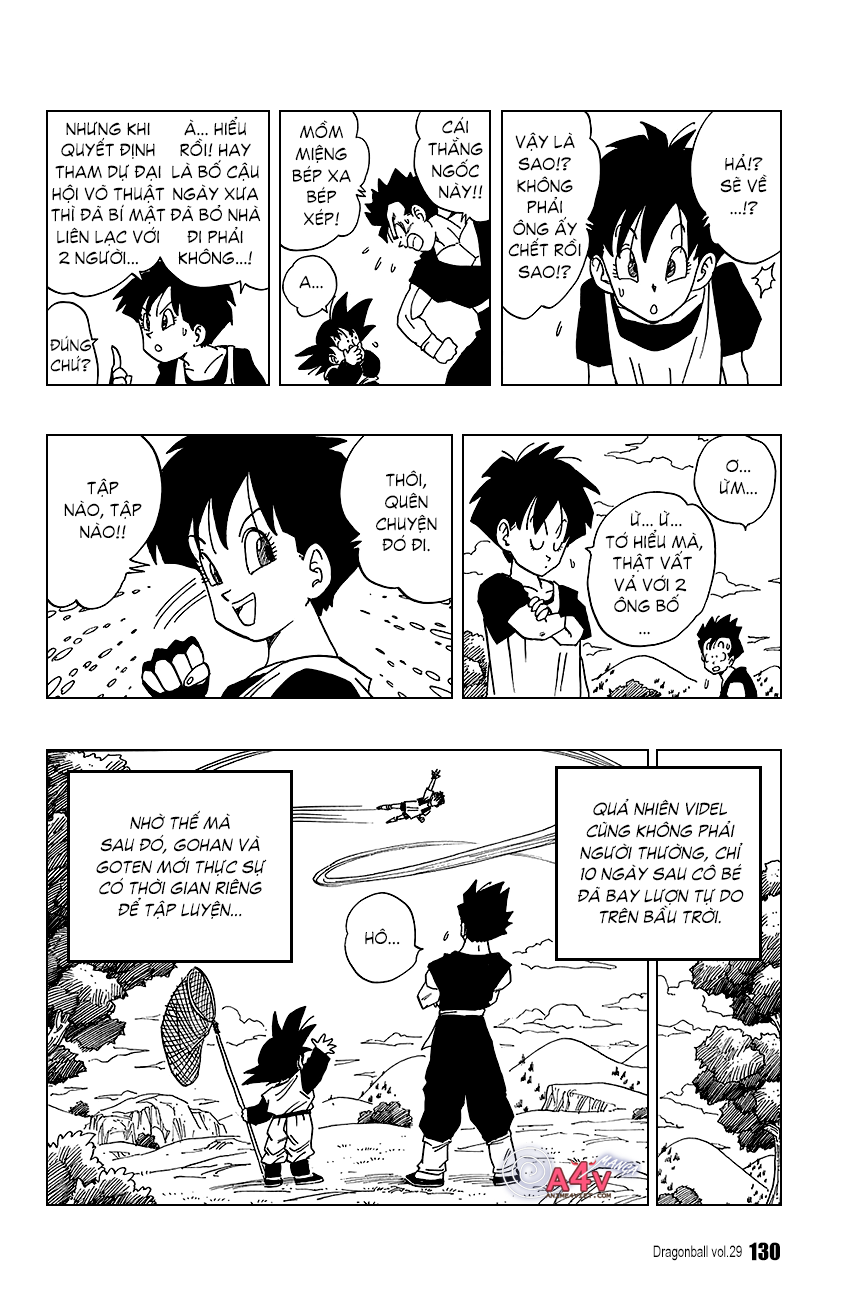 HẢ!?
SẼ VỀ
...!?
VẬY LÀ
SAO!?
KHÔNG
PHẢI
ÔNG ẤY
CHẾT RỒI
SAO!?
CÁI
THẰNG
NGỐC
NÀY!!
MỒM
MIỆNG
BÉP XA
BÉP
XÉP!
A...
À... HIỂU
RỒI! HAY
LÀ BỐ CẬU
NGÀY XƯA
ĐÃ BỎ NHÀ
ĐI PHẢI
KHÔNG...!
NHƯNG KHI
QUYẾT ĐỊNH
THAM DỰ ĐẠI
HỘI VÕ THUẬT
THÌ ĐÃ BÍ MẬT
LIÊN LẠC VỚI
2 NGƯỜI...
ĐÚNG
CHỨ?
Ơ...
ỪM...
Ừ... Ừ...
TỚ HIỂU MÀ,
THẬT VẤT
VẢ VỚI 2
ÔNG BỐ
...
THÔI,
QUÊN
CHUYỆN
ĐÓ ĐI.
TẬP
NÀO, TẬP
NÀO!!
QUẢ NHIÊN VIDEL
CŨNG KHÔNG PHẢI
NGƯỜI THƯỜNG, CHỈ
10 NGÀY SAU CÔ BÉ
ĐÃ BAY LƯỢN TỰ DO
TRÊN BẦU TRỜI.
NHỜ THẾ MÀ
SAU ĐÓ, GOHAN VÀ
GOTEN MỚI THỰC SỰ
CÓ THỜI GIAN RIÊNG
ĐỂ TẬP LUYỆN...
HÔ...
A4V
Dragonball vol.29 130